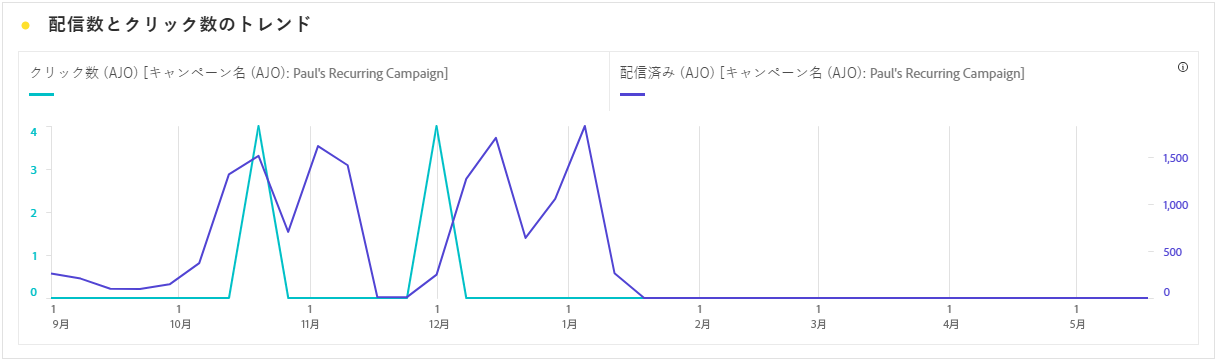 配信数とクリック数のトレンド
クリック数 (AJO) [キャンペーン名 (AJO): Paul's Recurring Campaign]
配信済み (AJO) [キャンペーン名 (AJO): Paul's Recurring Campaign]
4
3
2
1
0
1,500
1,000
500
0
1 1 1 1 1 1 1 1 1
9月 10月 11月 12月 1月 2月 3月 4月 5月